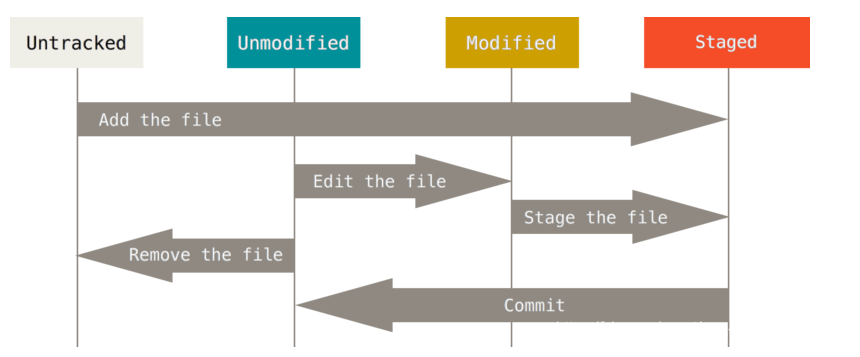 Untracked
Unmodified
Modified
Staged
Add the file
Edit the file
Stage the file
Remove the file
Commit